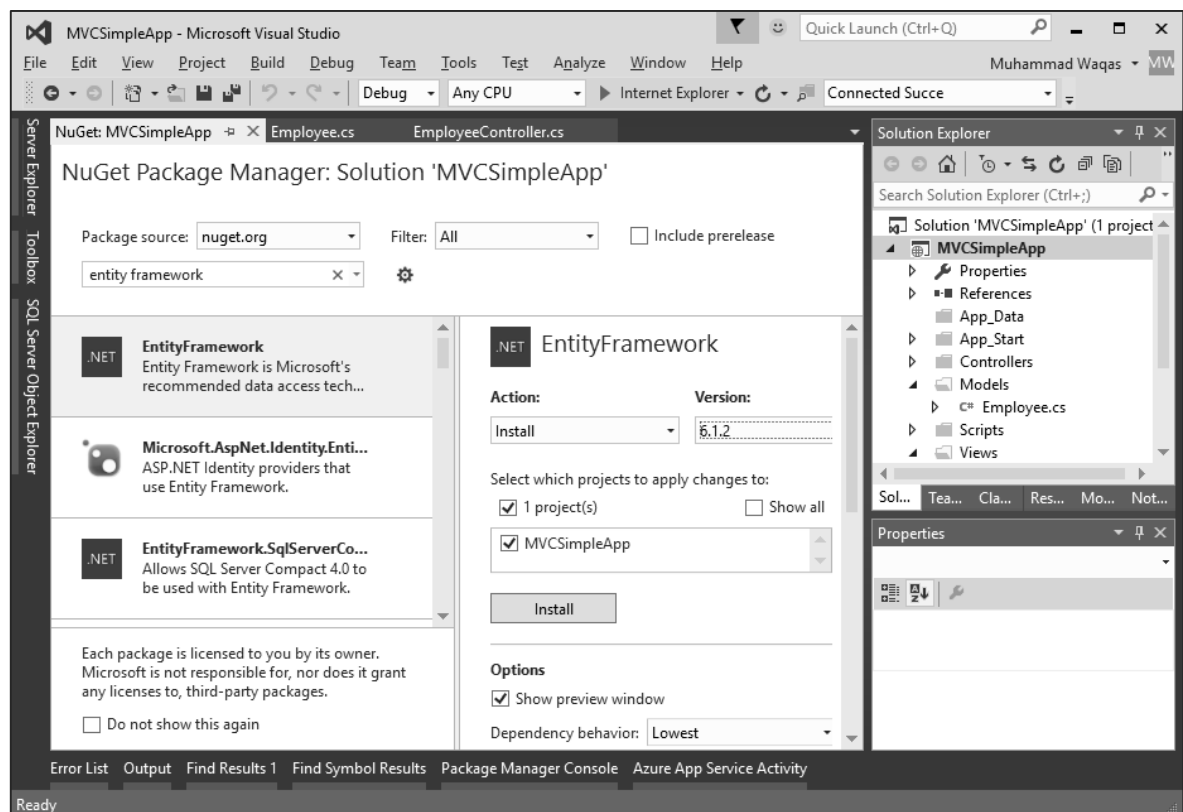 MVCSimpleApp - Microsoft Visual Studio
Quick Launch (Ctrl+Q)
File Edit View Project Build Debug Team Tools Test Analyze Window Help
Muhammad Waqas
MW
Debug
Any CPU
Internet Explorer
Connected Succe
Server Explorer
Toolbox
SQL Server Object Explorer
NuGet: MVCSimpleApp
Employee.cs
EmployeeController.cs
NuGet Package Manager: Solution 'MVCSimpleApp'
Package source: nuget.org
Filter: All
Include prerelease
entity framework
.NET
EntityFramework
Entity Framework is Microsoft's
recommended data access tech...
Microsoft.AspNet.Identity.Enti...
ASP.NET Identity providers that
use Entity Framework.
.NET
EntityFramework.SqlServerCo...
Allows SQL Server Compact 4.0 to
be used with Entity Framework.
Each package is licensed to you by its owner.
Microsoft is not responsible for, nor does it grant
any licenses to, third-party packages.
Do not show this again
.NET
EntityFramework
Action: Version:
Install 6.1.2
Select which projects to apply changes to:
1 project(s) Show all
MVCSimpleApp
Install
Options
Show preview window
Dependency behavior: Lowest
Solution Explorer
Search Solution Explorer (Ctrl+;)
Solution 'MVCSimpleApp' (1 project
MVCSimpleApp
Properties
References
App_Data
App_Start
Controllers
Models
C# Employee.cs
Scripts
Views
Sol... Tea... Cla... Res... Mo... Not...
Properties
Error List Output Find Results 1 Find Symbol Results Package Manager Console Azure App Service Activity
Ready